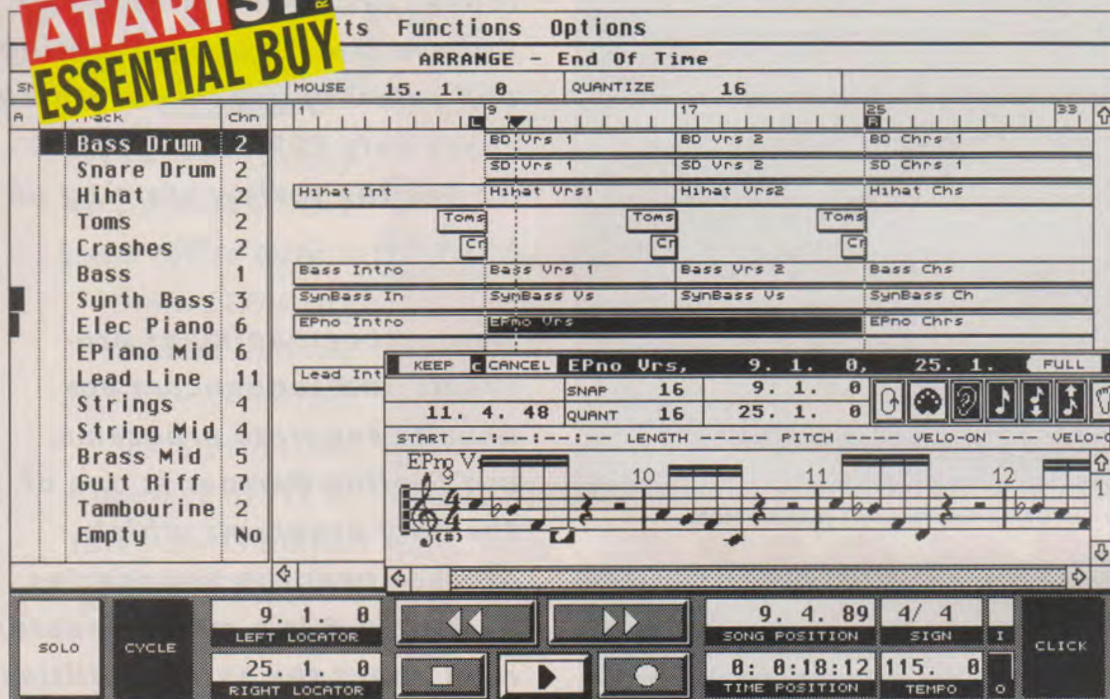 ATARI ST
ESSENTIAL BUY
Functions Options
ARRANGE - End Of Time
MOUSE 15. 1. 0 QUANTIZE 16
A Track Chn 1 9 17 25 33
L R
Bass Drum 2 BD Vrs 1 BD Vrs 2 BD Chrs 1
Snare Drum 2 SD Vrs 1 SD Vrs 2 SD Chrs 1
Hihat 2 Hihat Int Hihat Vrs1 Hihat Vrs2 Hihat Chs
Toms 2 Toms Toms Toms
Crashes 2 Cr Cr Cr
Bass 1 Bass Intro Bass Vrs 1 Bass Vrs 2 Bass Chs
Synth Bass 3 SynBass In SynBass Vs SynBass Vs SynBass Ch
Elec Piano 6 EPno Intro EPno Vrs EPno Chrs
EPiano Mid 6
Lead Line 11 Lead Int
Strings 4
String Mid 4
Brass Mid 5
Guit Riff 6
Tambourine 2
Empty No
KEEP C CANCEL EPno Vrs, 9. 1. 0, 25. 1. FULL
SNAP 16 9. 1. 0
11. 4. 48 QUANT 16 25. 1. 0
START --:--:--: LENGTH ---- PITCH --- VELO-ON --- VELO-O
EPno V 10 11 12
4 4
1
SOLO CYCLE
9. 1. 0
LEFT LOCATOR
25. 1. 0
RIGHT LOCATOR
9. 4. 89 4/ 4
SONG POSITION SIGN I
0: 0:18:12 115. 0
TIME POSITION TEMPO O
CLICK